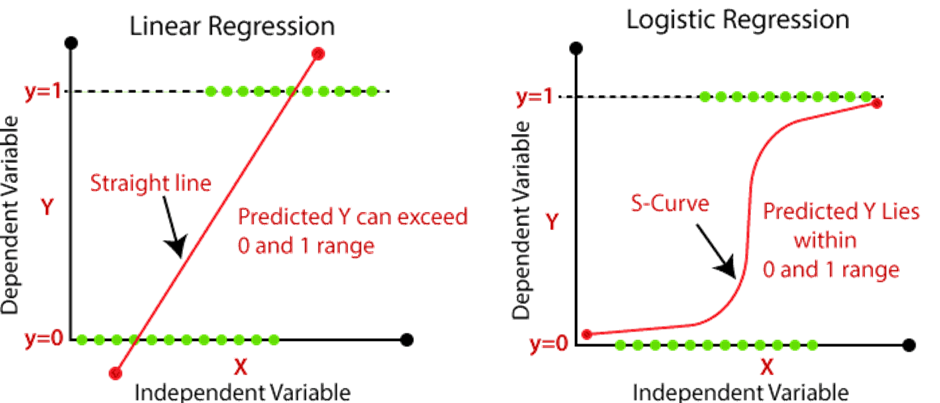 Linear Regression
y=1
Dependent Variable
Y
Straight line
Predicted Y can exceed
0 and 1 range
y=0
X
Independent Variable
Logistic Regression
y=1
Dependent Variable
Y
S-Curve
Predicted Y Lies
within
0 and 1 range
y=0
X
Independent Variable